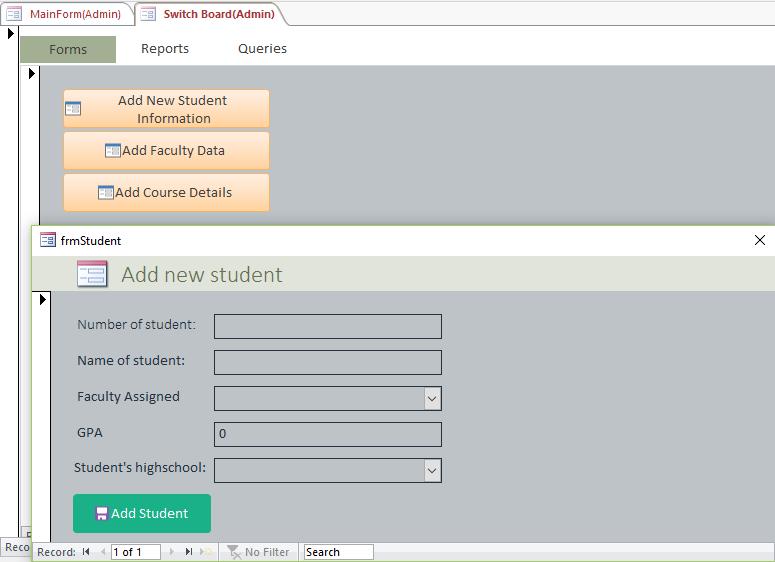 MainForm(Admin)
Switch Board(Admin)
Forms
Reports
Queries
Add New Student
Information
Add Faculty Data
Add Course Details
frmStudent
Add new student
Number of student:
Name of student:
Faculty Assigned
GPA
0
Student's highschool:
Add Student
Reco
Record:
1 of 1
No Filter
Search